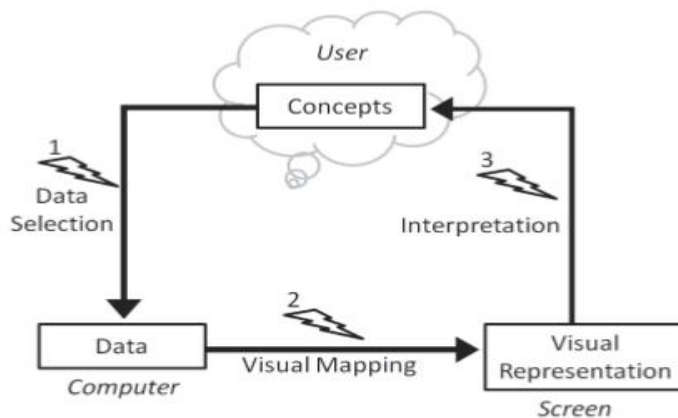 User
Concepts
1
Data
Selection
3
Interpretation
2
Data
Visual Mapping
Visual
Representation
Computer
Screen